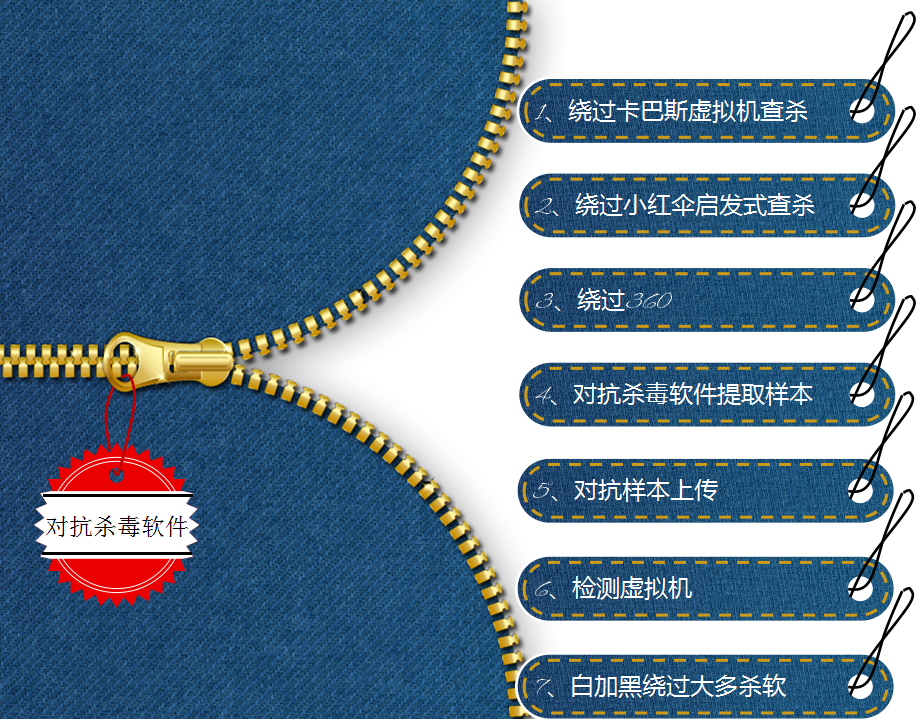 对抗杀毒软件
1、绕过卡巴斯虚拟机查杀
2、绕过小红伞启发式查杀
3、绕过360
4、对抗杀毒软件提取样本
5、对抗样本上传
6、检测虚拟机
7、白加黑绕过大多杀软